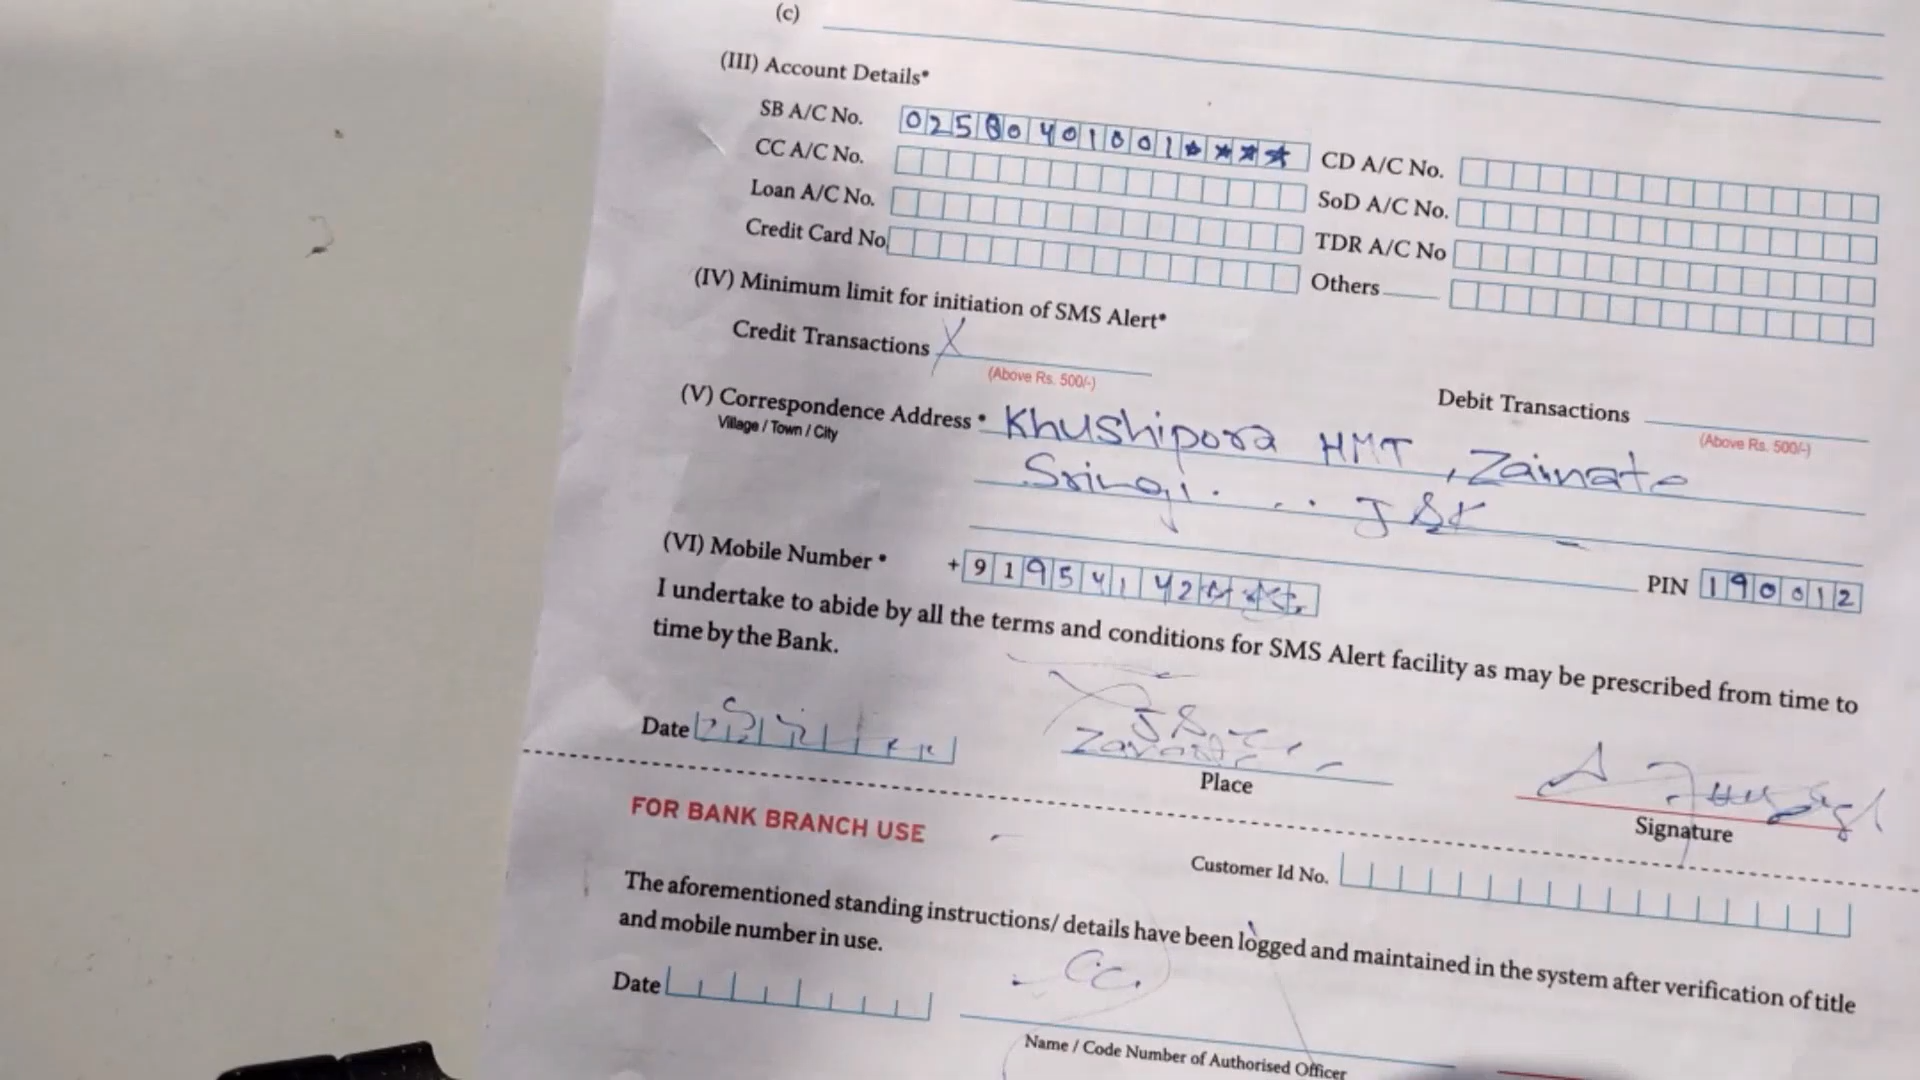 (c)
(III) Account Details*
SB A/C No. 02500401001★★★★
CD A/C No.
CC A/C No.
SoD A/C No.
Loan A/C No.
TDR A/C No
Credit Card No.
Others
(IV) Minimum limit for initiation of SMS Alert*
Credit Transactions X
(Above Rs. 500/-)
Debit Transactions
(Above Rs. 500/-)
(V) Correspondence Address * Khushipora HMT, Zainate
Village / Town / City
J&K
(VI) Mobile Number * +919541142
PIN 190012
I undertake to abide by all the terms and conditions for SMS Alert facility as may be prescribed from time to
time by the Bank.
Date
Place
Signature
FOR BANK BRANCH USE
Customer Id No.
The aforementioned standing instructions/ details have been logged and maintained in the system after verification of title
and mobile number in use.
Date
Name / Code Number of Authorised Officer